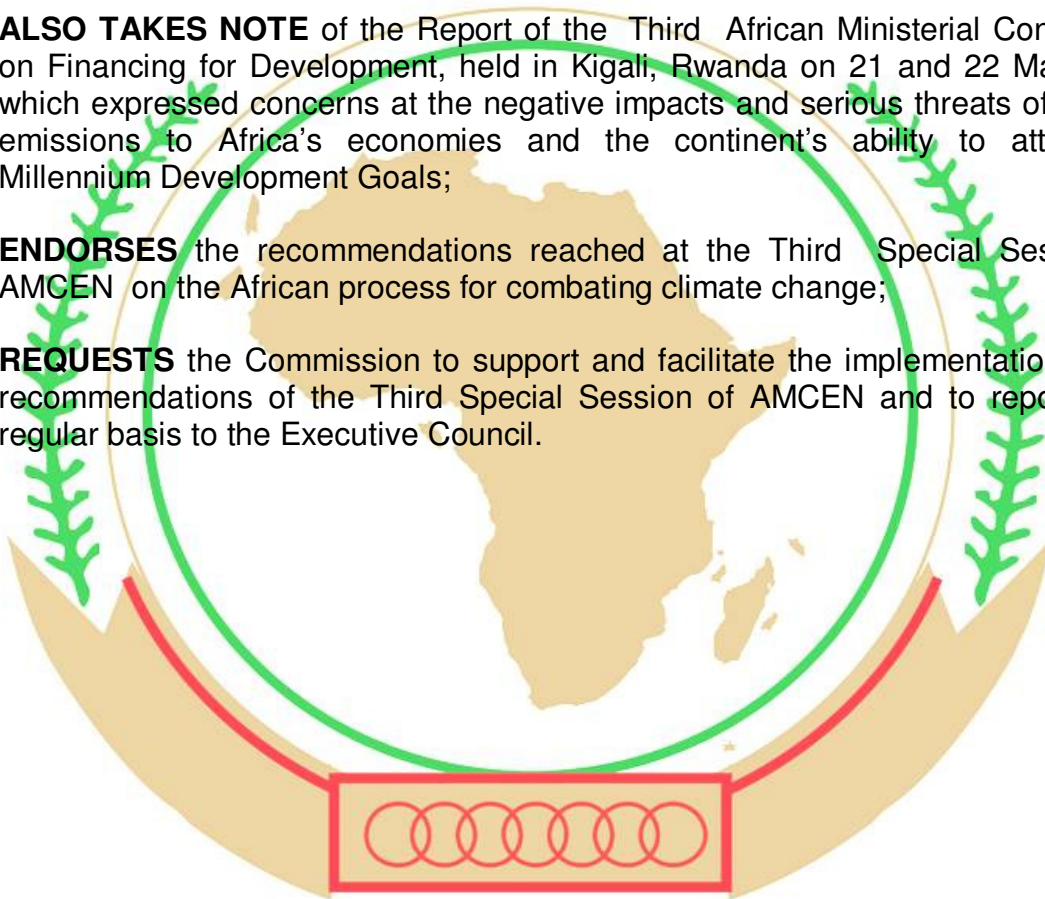 ALSO TAKES NOTE of the Report of the Third African Ministerial Con
on Financing for Development, held in Kigali, Rwanda on 21 and 22 Ma
which expressed concerns at the negative impacts and serious threats of
emissions to Africa's economies and the continent's ability to att
Millennium Development Goals;
ENDORSES the recommendations reached at the Third Special Ses
AMCEN on the African process for combating climate change;
REQUESTS the Commission to support and facilitate the implementatio
recommendations of the Third Special Session of AMCEN and to repo
regular basis to the Executive Council.